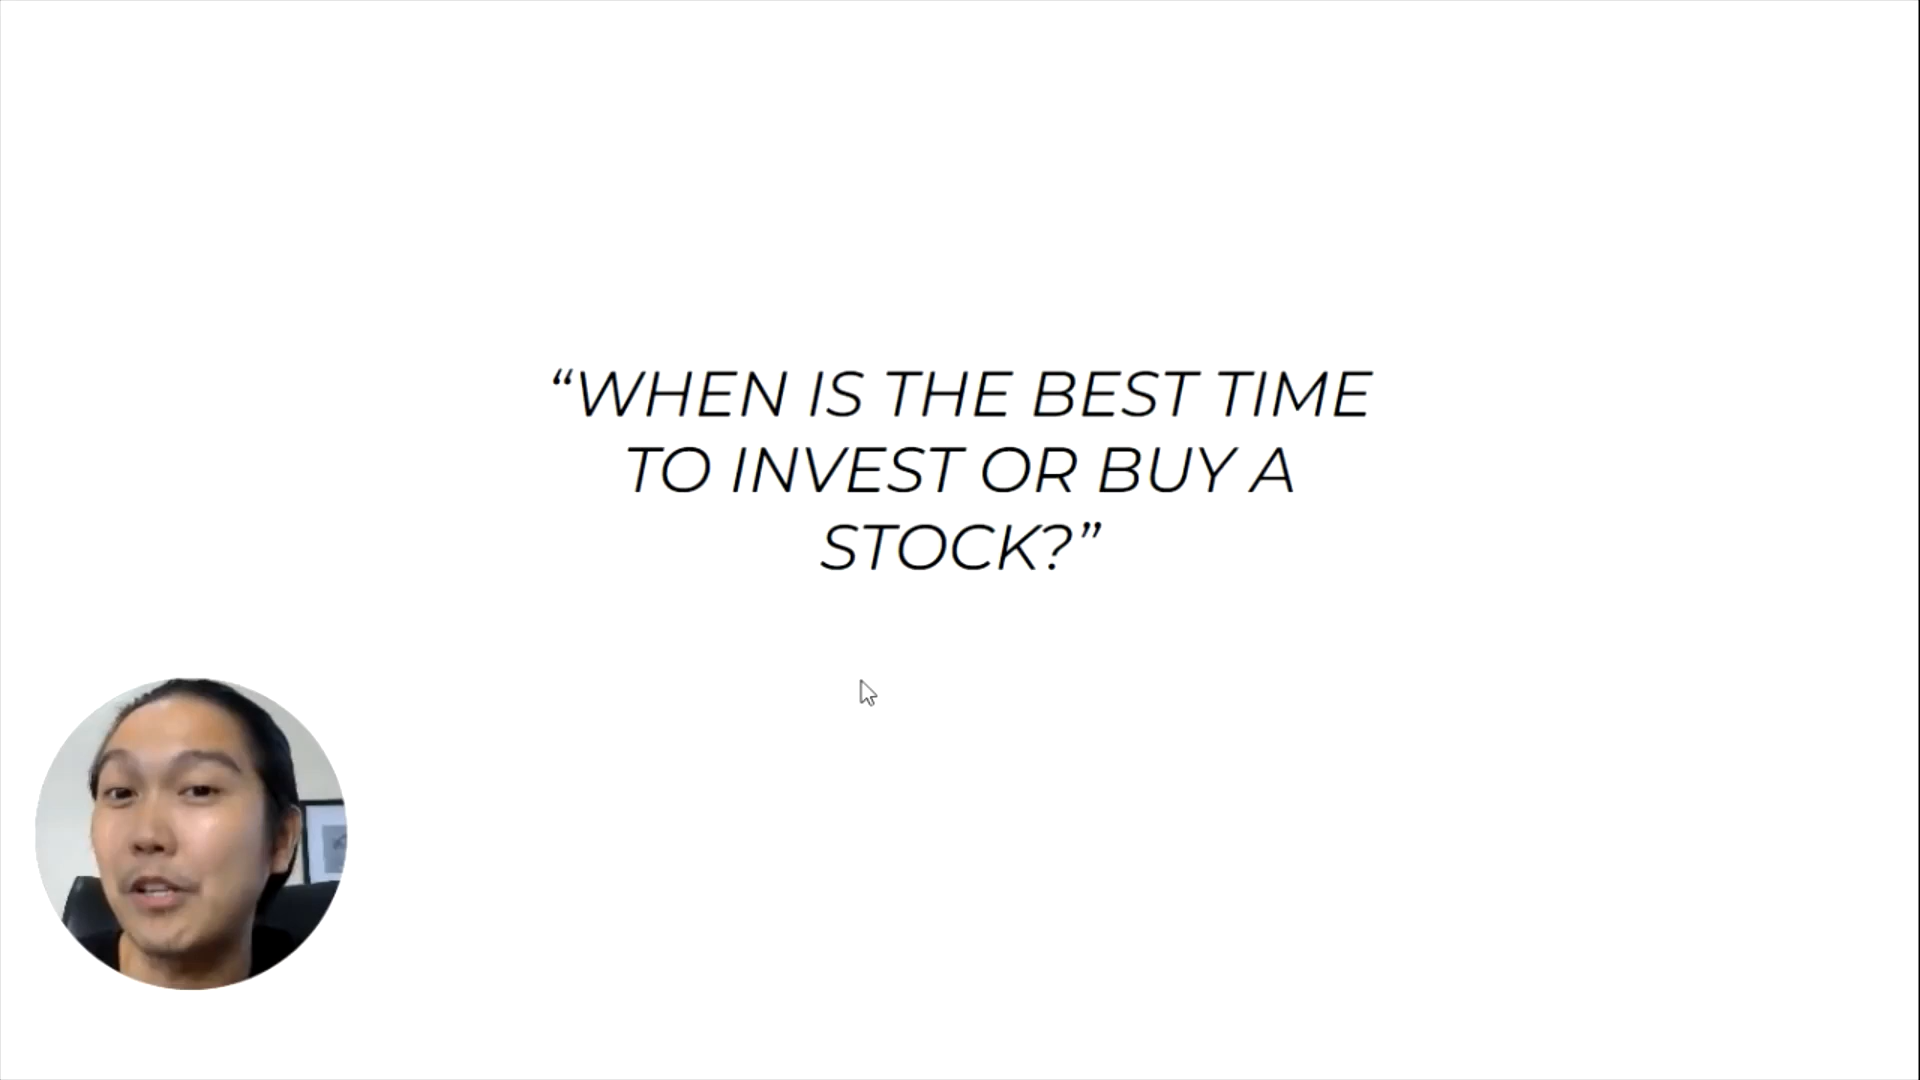 “WHEN IS THE BEST TIME
TO INVEST OR BUY A
STOCK?”